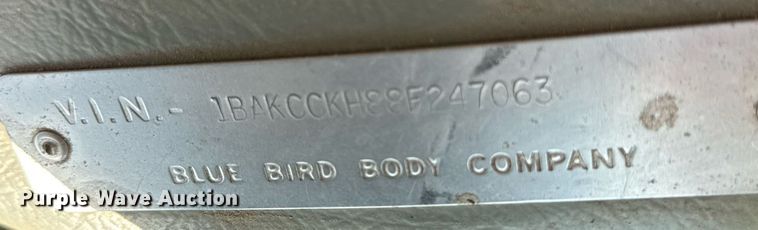 V.I.N.- 1BAKCCKH88F247063
BLUE BIRD BODY COMPANY
Purple Wave Auction